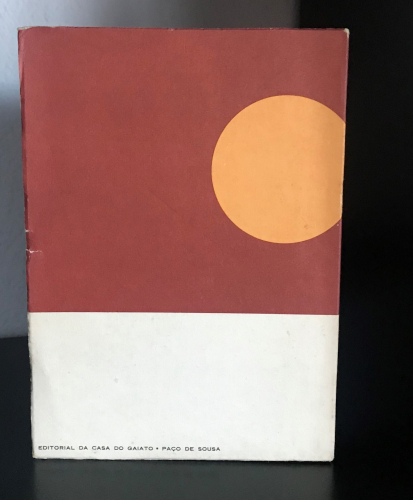 EDITORIAL DA CASA DO GAIATO • PAÇO DE SOUSA